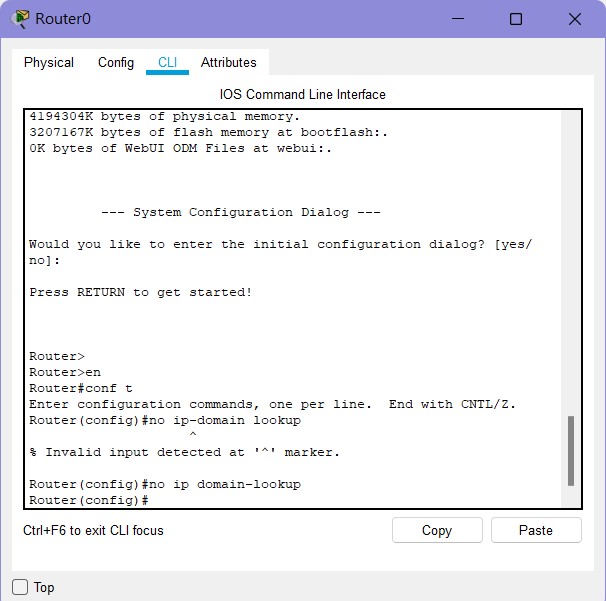 Router0
Physical Config CLI Attributes
IOS Command Line Interface
4194304K bytes of physical memory.
3207167K bytes of flash memory at bootflash:.
0K bytes of WebUI ODM Files at webui:.
--- System Configuration Dialog ---
Would you like to enter the initial configuration dialog? [yes/
no]:
Press RETURN to get started!
Router>
Router>en
Router#conf t
Enter configuration commands, one per line.  End with CNTL/Z.
Router(config)#no ip-domain lookup
^
% Invalid input detected at '^' marker.
Router(config)#no ip domain-lookup
Router(config)#
Ctrl+F6 to exit CLI focus
Copy Paste
Top